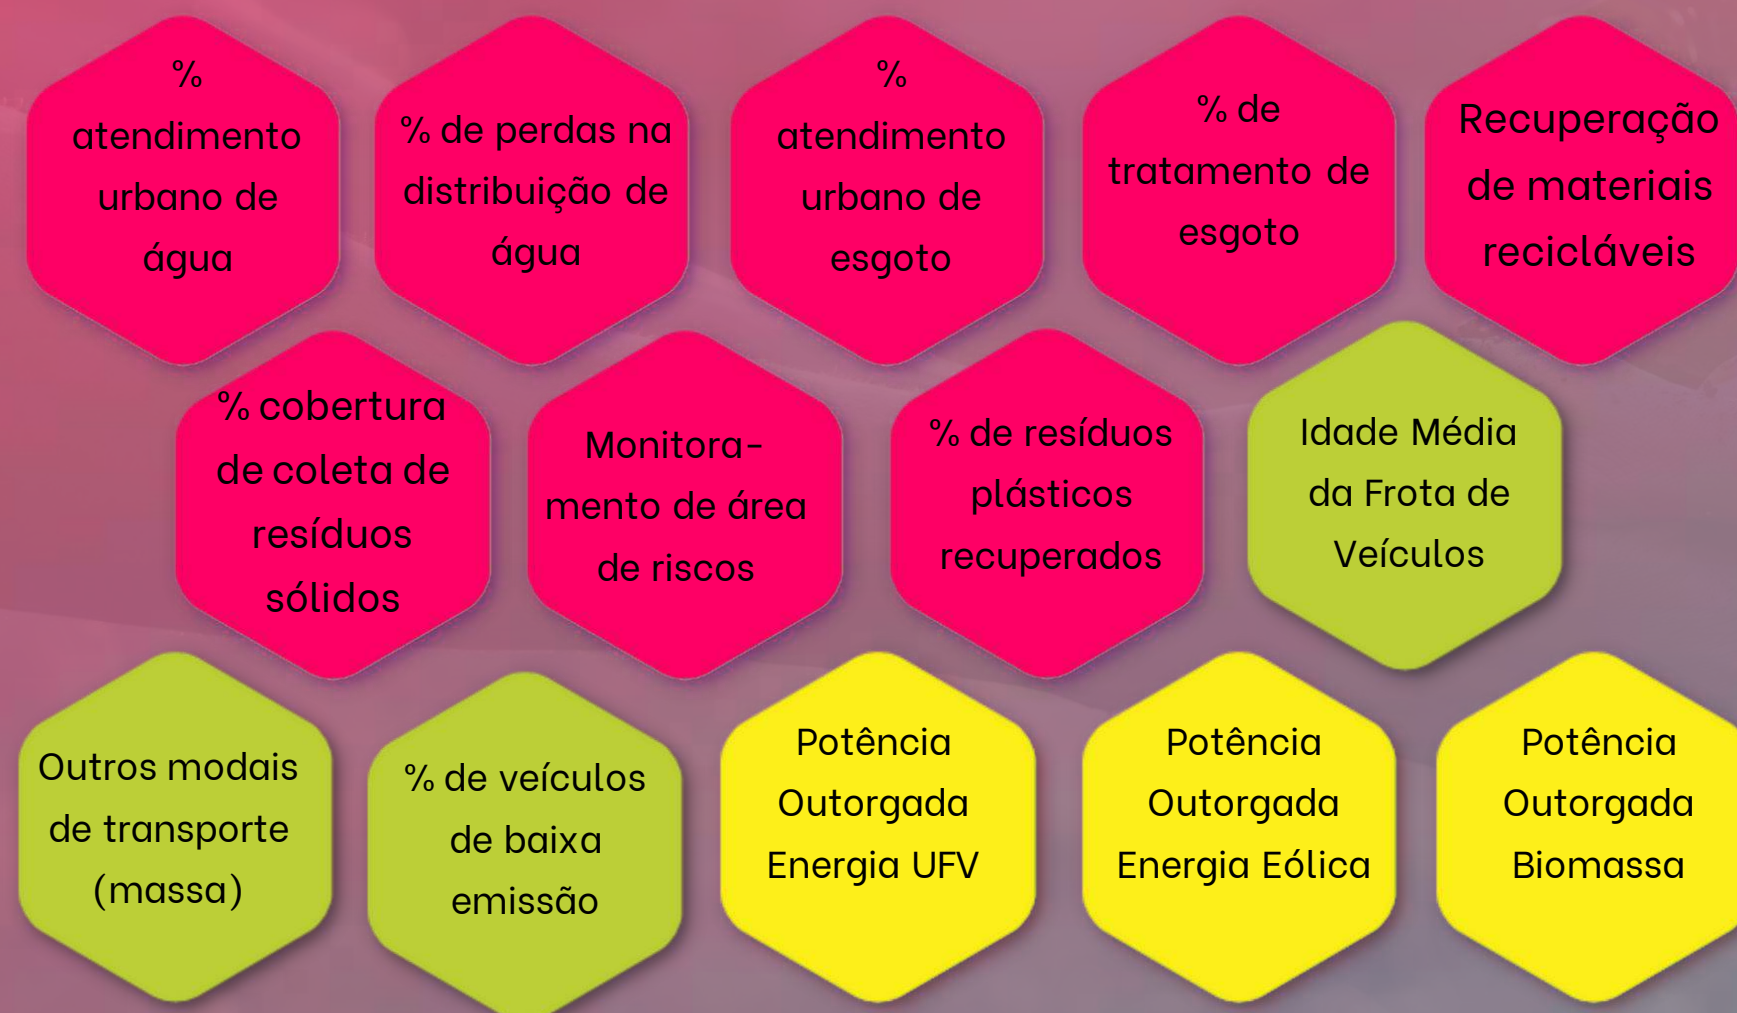 %
atendimento
urbano de
água
% de perdas na
distribuição de
água
%
atendimento
urbano de
esgoto
% de
tratamento de
esgoto
Recuperação
de materiais
recicláveis
% cobertura
de coleta de
resíduos
sólidos
Monitora-
mento de área
de riscos
% de resíduos
plásticos
recuperados
Idade Média
da Frota de
Veículos
Outros modais
de transporte
(massa)
% de veículos
de baixa
emissão
Potência
Outorgada
Energia UFV
Potência
Outorgada
Energia Eólica
Potência
Outorgada
Biomassa